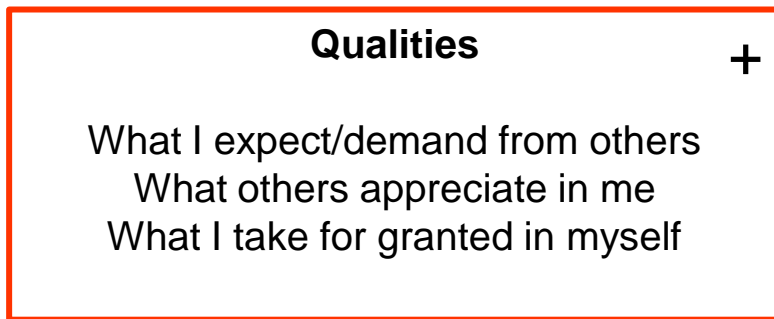 Qualities
+
What I expect/demand from others
What others appreciate in me
What I take for granted in myself